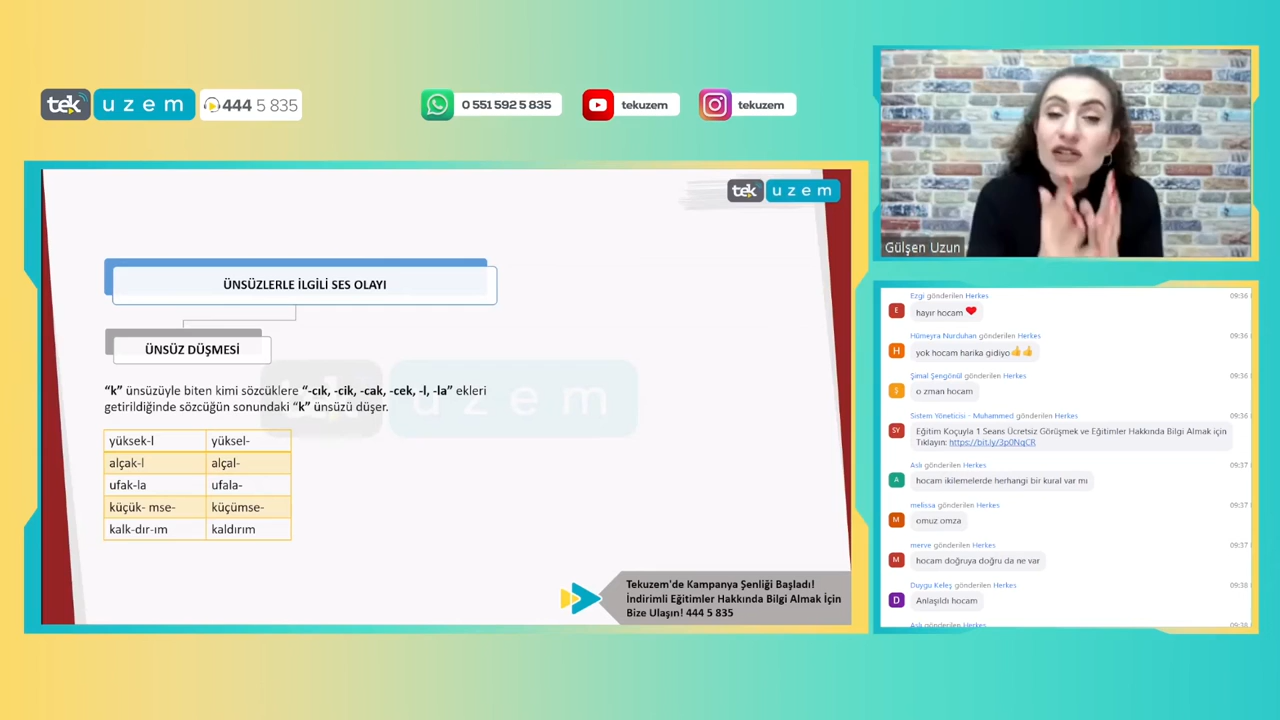 tek uzem 444 5 835
0 551 592 5 835
tekuzem
tekuzem
tek uzem
ÜNSÜZLERLE İLGİLİ SES OLAYI
ÜNSÜZ DÜŞMESİ
“k” ünsüzüyle biten kimi sözcüklere “-cık, -cik, -cak, -cek, -l, -la” ekleri
getirildiğinde sözcüğün sonundaki “k” ünsüzü düşer.
yüksek-l yüksel-
alçak-l alçal-
ufak-la ufala-
küçük- mse- küçümse-
kalk-dır-ım kaldırım
tek uzem
Tekuzem'de Kampanya Şenliği Başladı!
İndirimli Eğitimler Hakkında Bilgi Almak İçin
Bize Ulaşın! 444 5 835
Gülşen Uzun
Ezgi gönderilen Herkes 09:36
E hayır hocam
Hümeyra Nurduhan gönderilen Herkes 09:36
H yok hocam harika gidiyo
Şimal Şengönül gönderilen Herkes 09:36
Ş o zman hocam
Sistem Yöneticisi - Muhammed gönderilen Herkes 09:36
SY Eğitim Koçuyla 1 Seans Ücretsiz Görüşmek ve Eğitimler Hakkında Bilgi Almak için
Tıklayın: https://bit.ly/3p0NqCR
Aslı gönderilen Herkes 09:37
A hocam ikilemelerde herhangi bir kural var mı
melissa gönderilen Herkes 09:37
M omuz omza
merve gönderilen Herkes 09:37
M hocam doğruya doğru da ne var
Duygu Keleş gönderilen Herkes 09:38
D Anlaşıldı hocam
Aslı gönderilen Herkes 09:38